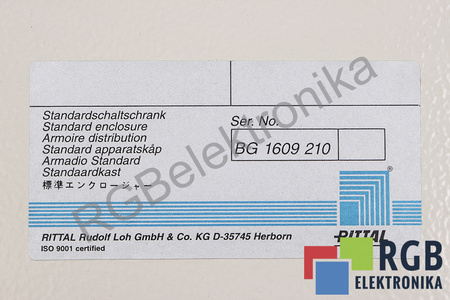 Standardschaltschrank
Standard enclosure
Armoire distribution
Standard apparatskåp
Armadio Standard
Standaardkast
標準エンクロージャー
Ser. No.
BG 1609 210
RITTAL
RITTAL Rudolf Loh GmbH & Co. KG D-35745 Herborn
ISO 9001 certified
RGBelektronika
RGB
ELEKTRONIKA